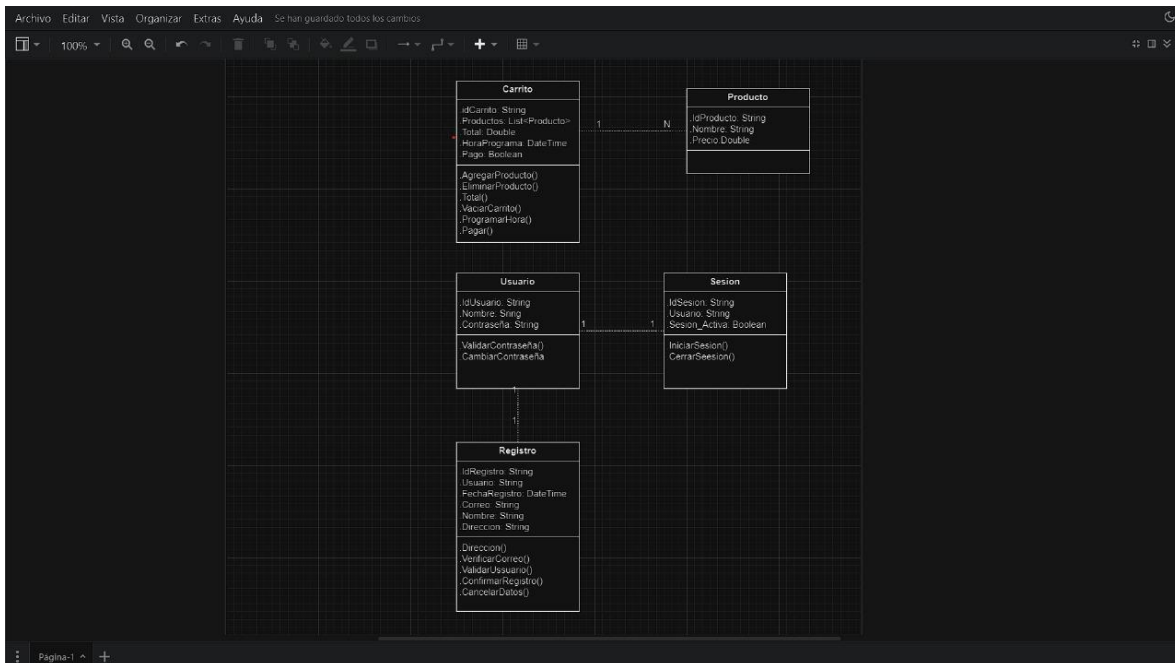 Archivo Editar Vista Organizar Extras Ayuda Se han guardado todos los cambios
100%
Carrito
.idCarrito: String
.Productos: List<Producto>
.Total: Double
.HoraPrograma: DateTime
.Pago: Boolean
.AgregarProducto()
.EliminarProducto()
.Total()
.VaciarCarrito()
.ProgramarHora()
.Pagar()
1 N
Producto
.IdProducto: String
.Nombre: String
.Precio:Double
Usuario
.IdUsuario: String
.Nombre: Sring
.Contraseña: String
.ValidarContraseña()
.CambiarContraseña
1 1
Sesion
.IdSesion: String
.Usuario: String
.Sesion_Activa: Boolean
IniciarSesion()
CerrarSeesion()
1
1
Registro
.IdRegistro: String
.Usuario: String
.FechaRegistro: DateTime
.Correo: String
.Nombre: String
.Direccion: String
.Direccion()
.VerificarCorreo()
.ValidarUssuario()
.ConfirmarRegistro()
.CancelarDatos()
Página-1